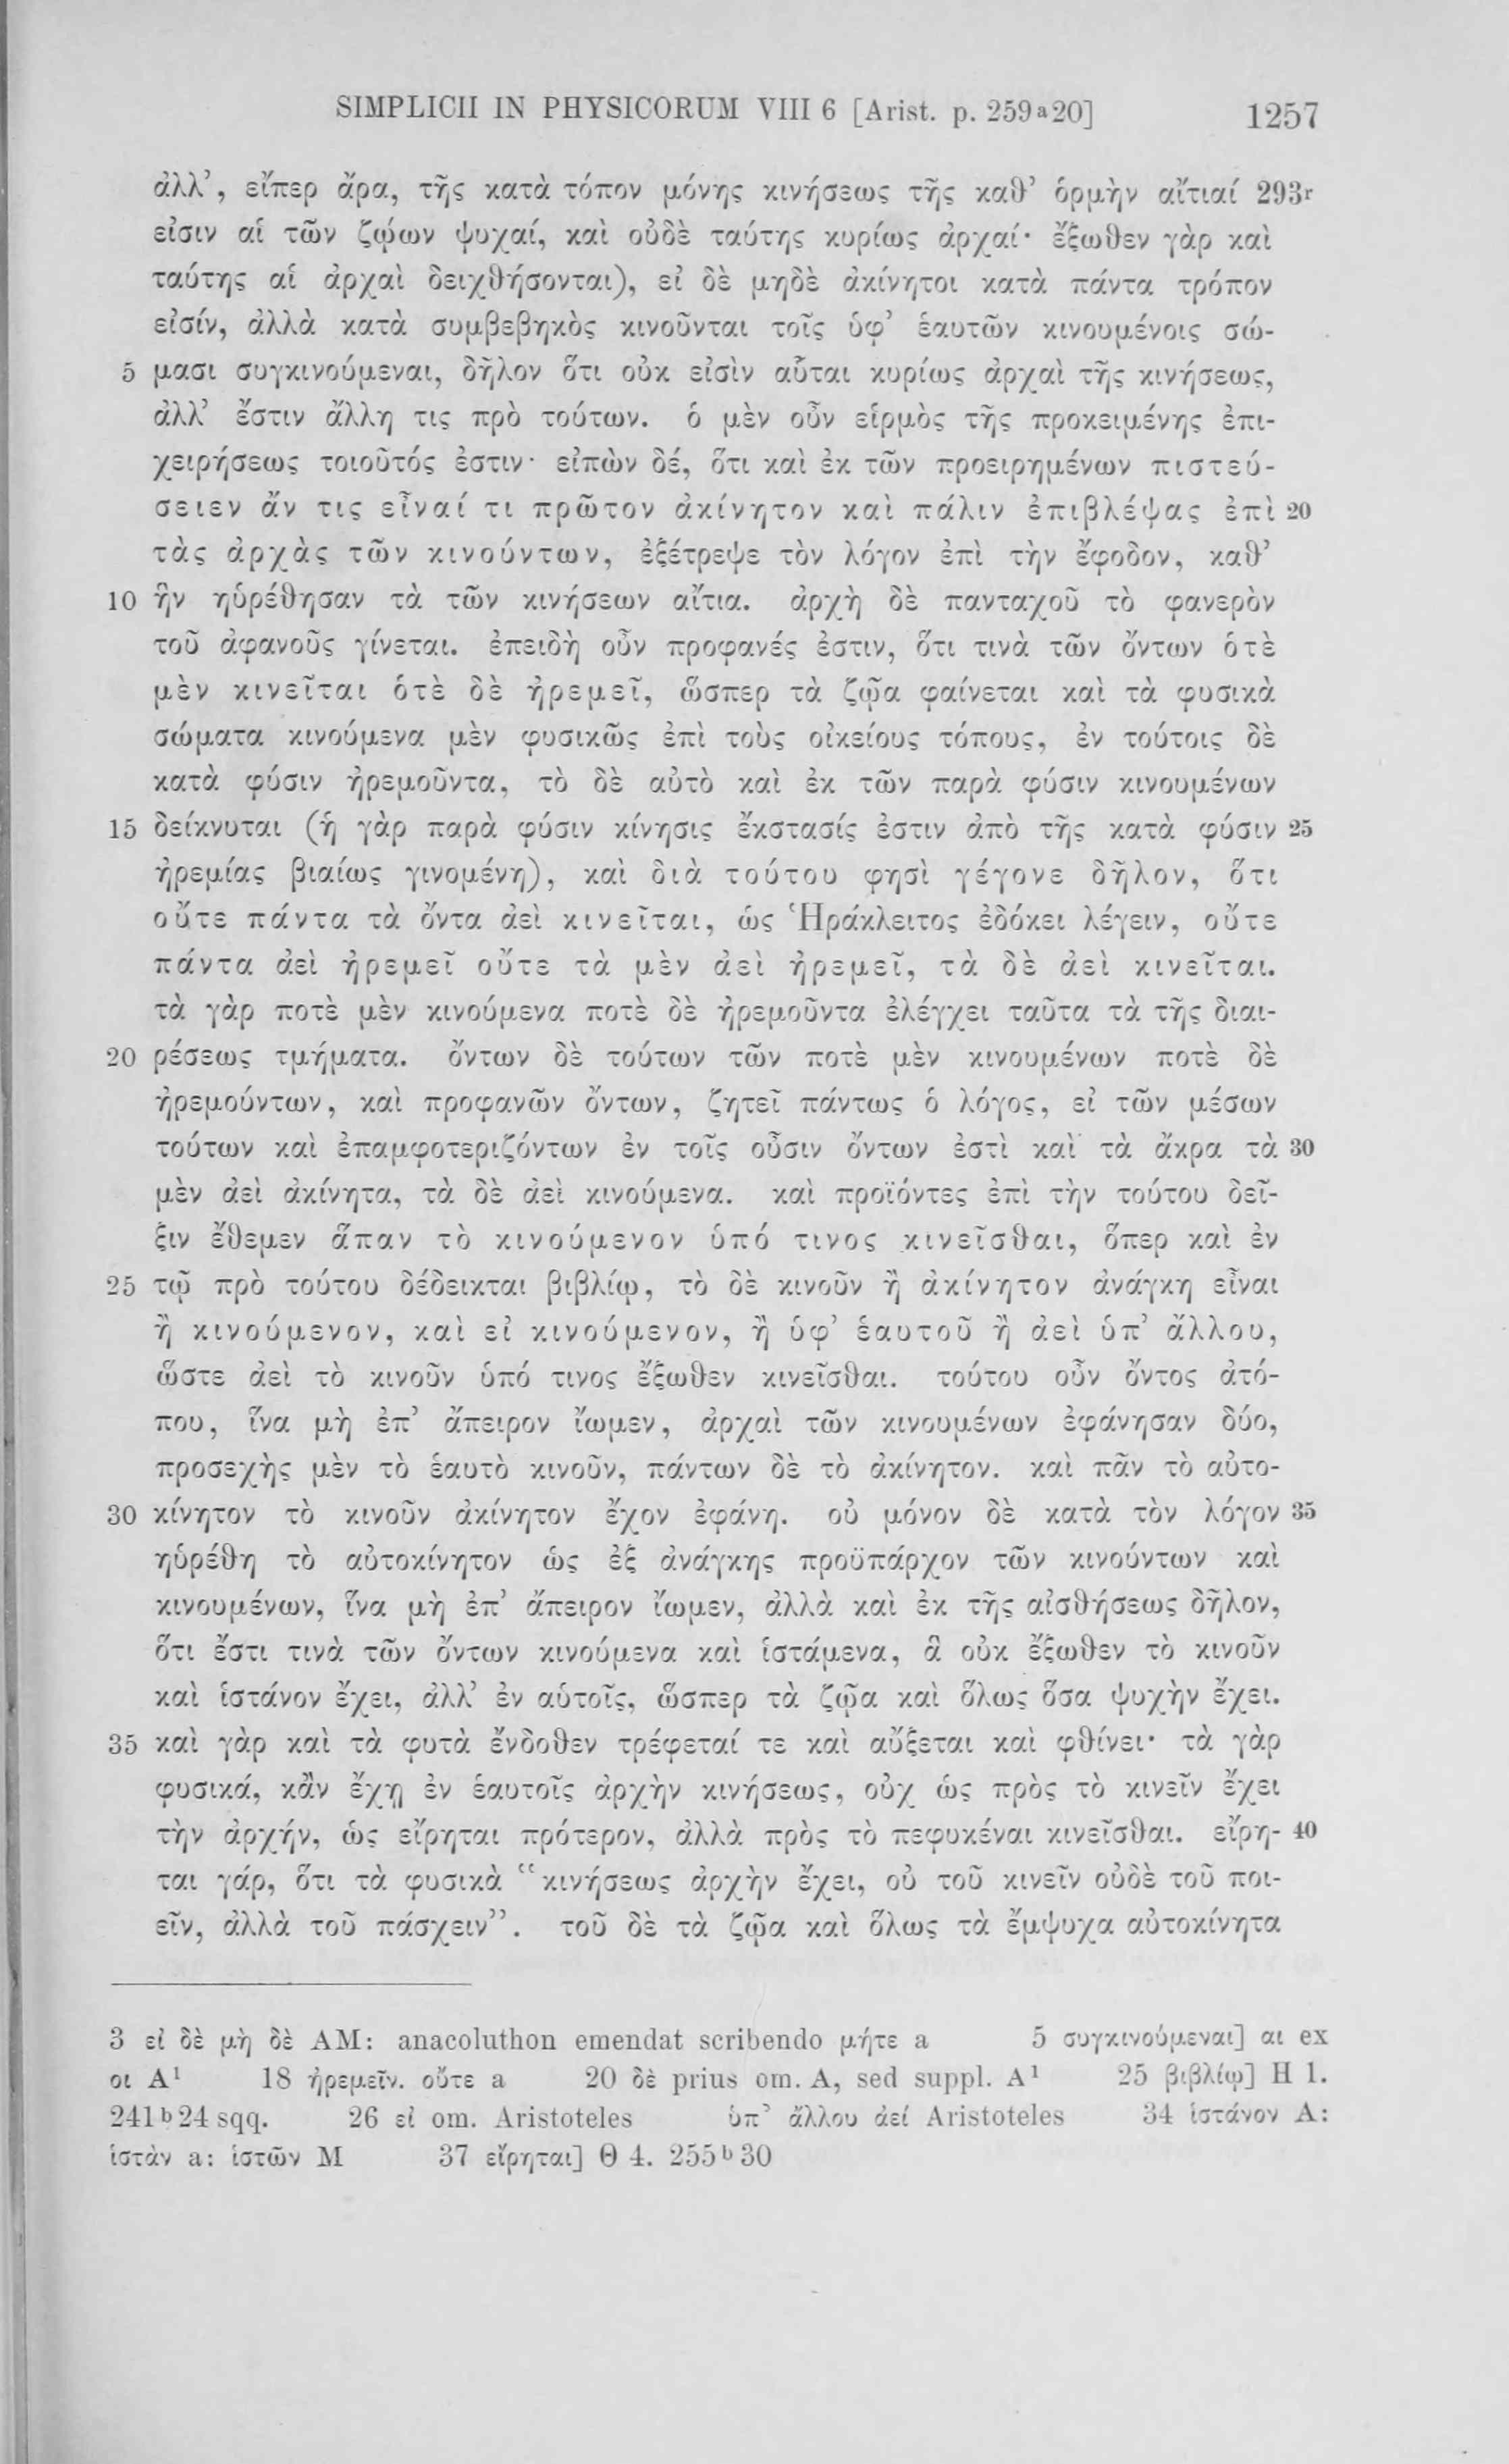 SIMPLICII IN PHYSICORUM VIII 6 [Arist. p. 259ᵃ20] 1257
ἀλλ’, εἴπερ ἄρα, τῆς κατὰ τόπον μόνης κινήσεως τῆς καθ’ ὁρμὴν αἴτιαί 293ʳ
εἰσιν αἱ τῶν ζῴων ψυχαί, καὶ οὐδὲ ταύτης κυρίως ἀρχαί· ἔξωθεν γὰρ καὶ
ταύτης αἱ ἀρχαὶ δειχθήσονται), εἰ δὲ μηδὲ ἀκίνητοι κατὰ πάντα τρόπον
εἰσίν, ἀλλὰ κατὰ συμβεβηκὸς κινοῦνται τοῖς ὑφ’ ἑαυτῶν κινουμένοις σώ-
5 μασι συγκινούμεναι, δῆλον ὅτι οὐκ εἰσὶν αὗται κυρίως ἀρχαὶ τῆς κινήσεως,
ἀλλ’ ἔστιν ἄλλη τις πρὸ τούτων. ὁ μὲν οὖν εἱρμὸς τῆς προκειμένης ἐπι-
χειρήσεως τοιοῦτός ἐστιν· εἰπὼν δέ, ὅτι καὶ ἐκ τῶν προειρημένων πιστεύ-
σειεν ἄν τις εἶναί τι πρῶτον ἀκίνητον καὶ πάλιν ἐπιβλέψας ἐπὶ 20
τὰς ἀρχὰς τῶν κινούντων, ἐξέτρεψε τὸν λόγον ἐπὶ τὴν ἔφοδον, καθ’
10 ἣν ηὑρέθησαν τὰ τῶν κινήσεων αἴτια. ἀρχὴ δὲ πανταχοῦ τὸ φανερὸν
τοῦ ἀφανοῦς γίνεται. ἐπειδὴ οὖν προφανές ἐστιν, ὅτι τινὰ τῶν ὄντων ὁτὲ
μὲν κινεῖται ὁτὲ δὲ ἠρεμεῖ, ὥσπερ τὰ ζῷα φαίνεται καὶ τὰ φυσικὰ
σώματα κινούμενα μὲν φυσικῶς ἐπὶ τοὺς οἰκείους τόπους, ἐν τούτοις δὲ
κατὰ φύσιν ἠρεμοῦντα, τὸ δὲ αὐτὸ καὶ ἐκ τῶν παρὰ φύσιν κινουμένων
15 δείκνυται (ἡ γὰρ παρὰ φύσιν κίνησις ἔκστασίς ἐστιν ἀπὸ τῆς κατὰ φύσιν 25
ἠρεμίας βιαίως γινομένη), καὶ διὰ τούτου φησὶ γέγονε δῆλον, ὅτι
οὔτε πάντα τὰ ὄντα ἀεὶ κινεῖται, ὡς Ἡράκλειτος ἐδόκει λέγειν, οὔτε
πάντα ἀεὶ ἠρεμεῖ οὔτε τὰ μὲν ἀεὶ ἠρεμεῖ, τὰ δὲ ἀεὶ κινεῖται.
τὰ γὰρ ποτὲ μὲν κινούμενα ποτὲ δὲ ἠρεμοῦντα ἐλέγχει ταῦτα τὰ τῆς διαι-
20 ρέσεως τμήματα. ὄντων δὲ τούτων τῶν ποτὲ μὲν κινουμένων ποτὲ δὲ
ἠρεμούντων, καὶ προφανῶν ὄντων, ζητεῖ πάντως ὁ λόγος, εἰ τῶν μέσων
τούτων καὶ ἐπαμφοτεριζόντων ἐν τοῖς οὖσιν ὄντων ἐστὶ καὶ τὰ ἄκρα τὰ 30
μὲν ἀεὶ ἀκίνητα, τὰ δὲ ἀεὶ κινούμενα. καὶ προϊόντες ἐπὶ τὴν τούτου δεῖ-
ξιν ἔθεμεν ἅπαν τὸ κινούμενον ὑπό τινος κινεῖσθαι, ὅπερ καὶ ἐν
25 τῷ πρὸ τούτου δέδεικται βιβλίῳ, τὸ δὲ κινοῦν ἢ ἀκίνητον ἀνάγκη εἶναι
ἢ κινούμενον, καὶ εἰ κινούμενον, ἢ ὑφ’ ἑαυτοῦ ἢ ἀεὶ ὑπ’ ἄλλου,
ὥστε ἀεὶ τὸ κινοῦν ὑπό τινος ἔξωθεν κινεῖσθαι. τούτου οὖν ὄντος ἀτό-
που, ἵνα μὴ ἐπ’ ἄπειρον ἴωμεν, ἀρχαὶ τῶν κινουμένων ἐφάνησαν δύο,
προσεχὴς μὲν τὸ ἑαυτὸ κινοῦν, πάντων δὲ τὸ ἀκίνητον. καὶ πᾶν τὸ αὐτο-
30 κίνητον τὸ κινοῦν ἀκίνητον ἔχον ἐφάνη. οὐ μόνον δὲ κατὰ τὸν λόγον 35
ηὑρέθη τὸ αὐτοκίνητον ὡς ἐξ ἀνάγκης προϋπάρχον τῶν κινούντων καὶ
κινουμένων, ἵνα μὴ ἐπ’ ἄπειρον ἴωμεν, ἀλλὰ καὶ ἐκ τῆς αἰσθήσεως δῆλον,
ὅτι ἔστι τινὰ τῶν ὄντων κινούμενα καὶ ἱστάμενα, ἃ οὐκ ἔξωθεν τὸ κινοῦν
καὶ ἱστάνον ἔχει, ἀλλ’ ἐν αὑτοῖς, ὥσπερ τὰ ζῷα καὶ ὅλως ὅσα ψυχὴν ἔχει.
35 καὶ γὰρ καὶ τὰ φυτὰ ἔνδοθεν τρέφεταί τε καὶ αὔξεται καὶ φθίνει· τὰ γὰρ
φυσικά, κἂν ἔχῃ ἐν ἑαυτοῖς ἀρχὴν κινήσεως, οὐχ ὡς πρὸς τὸ κινεῖν ἔχει
τὴν ἀρχήν, ὡς εἴρηται πρότερον, ἀλλὰ πρὸς τὸ πεφυκέναι κινεῖσθαι. εἴρη- 40
ται γάρ, ὅτι τὰ φυσικὰ “κινήσεως ἀρχὴν ἔχει, οὐ τοῦ κινεῖν οὐδὲ τοῦ ποι-
εῖν, ἀλλὰ τοῦ πάσχειν”. τοῦ δὲ τὰ ζῷα καὶ ὅλως τὰ ἔμψυχα αὐτοκίνητα
3 εἰ δὲ μὴ δὲ AM: anacoluthon emendat scribendo μήτε a 5 συγκινούμεναι] αι ex
οι A¹ 18 ἠρεμεῖν. οὔτε a 20 δὲ prius om. A, sed suppl. A¹ 25 βιβλίῳ] H 1.
241ᵇ24 sqq. 26 εἰ om. Aristoteles ὑπ’ ἄλλου ἀεί Aristoteles 34 ἱστάνον A:
ἱστὰν a: ἱστῶν M 37 εἴρηται] Θ 4. 255ᵇ30